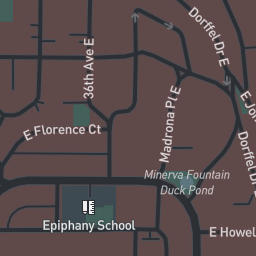 Dorffel Dr E
36th Ave E
E Jo
Madrona Pl E
E Florence Ct
Dorffel Dr E
Minerva Fountain
Duck Pond
Epiphany School
E Howel